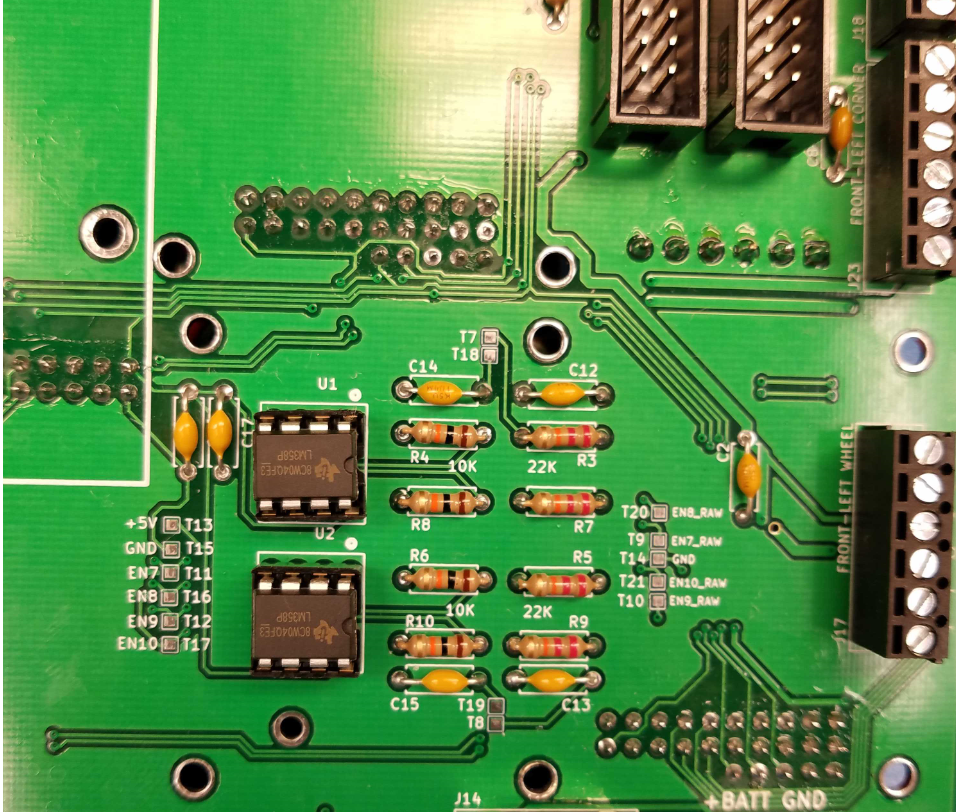 J18
FRONT-LEFT CORNER
J23
T7
T18
C14
C12
U1
R4
10K
22K
R3
8CW04QFE3
LM358P
C2
FRONT-LEFT WHEEL
R8
R7
+5V T13
GND T15
EN7 T11
EN8 T16
EN9 T12
EN10 T17
U2
T20 EN8_RAW
T9 EN7_RAW
T14 GND
T21 EN10_RAW
T10 EN9_RAW
R6
R5
10K
22K
8CW04QFE3
LM358P
R10
R9
C15
T19
C13
T8
J17
J14
+BATT GND